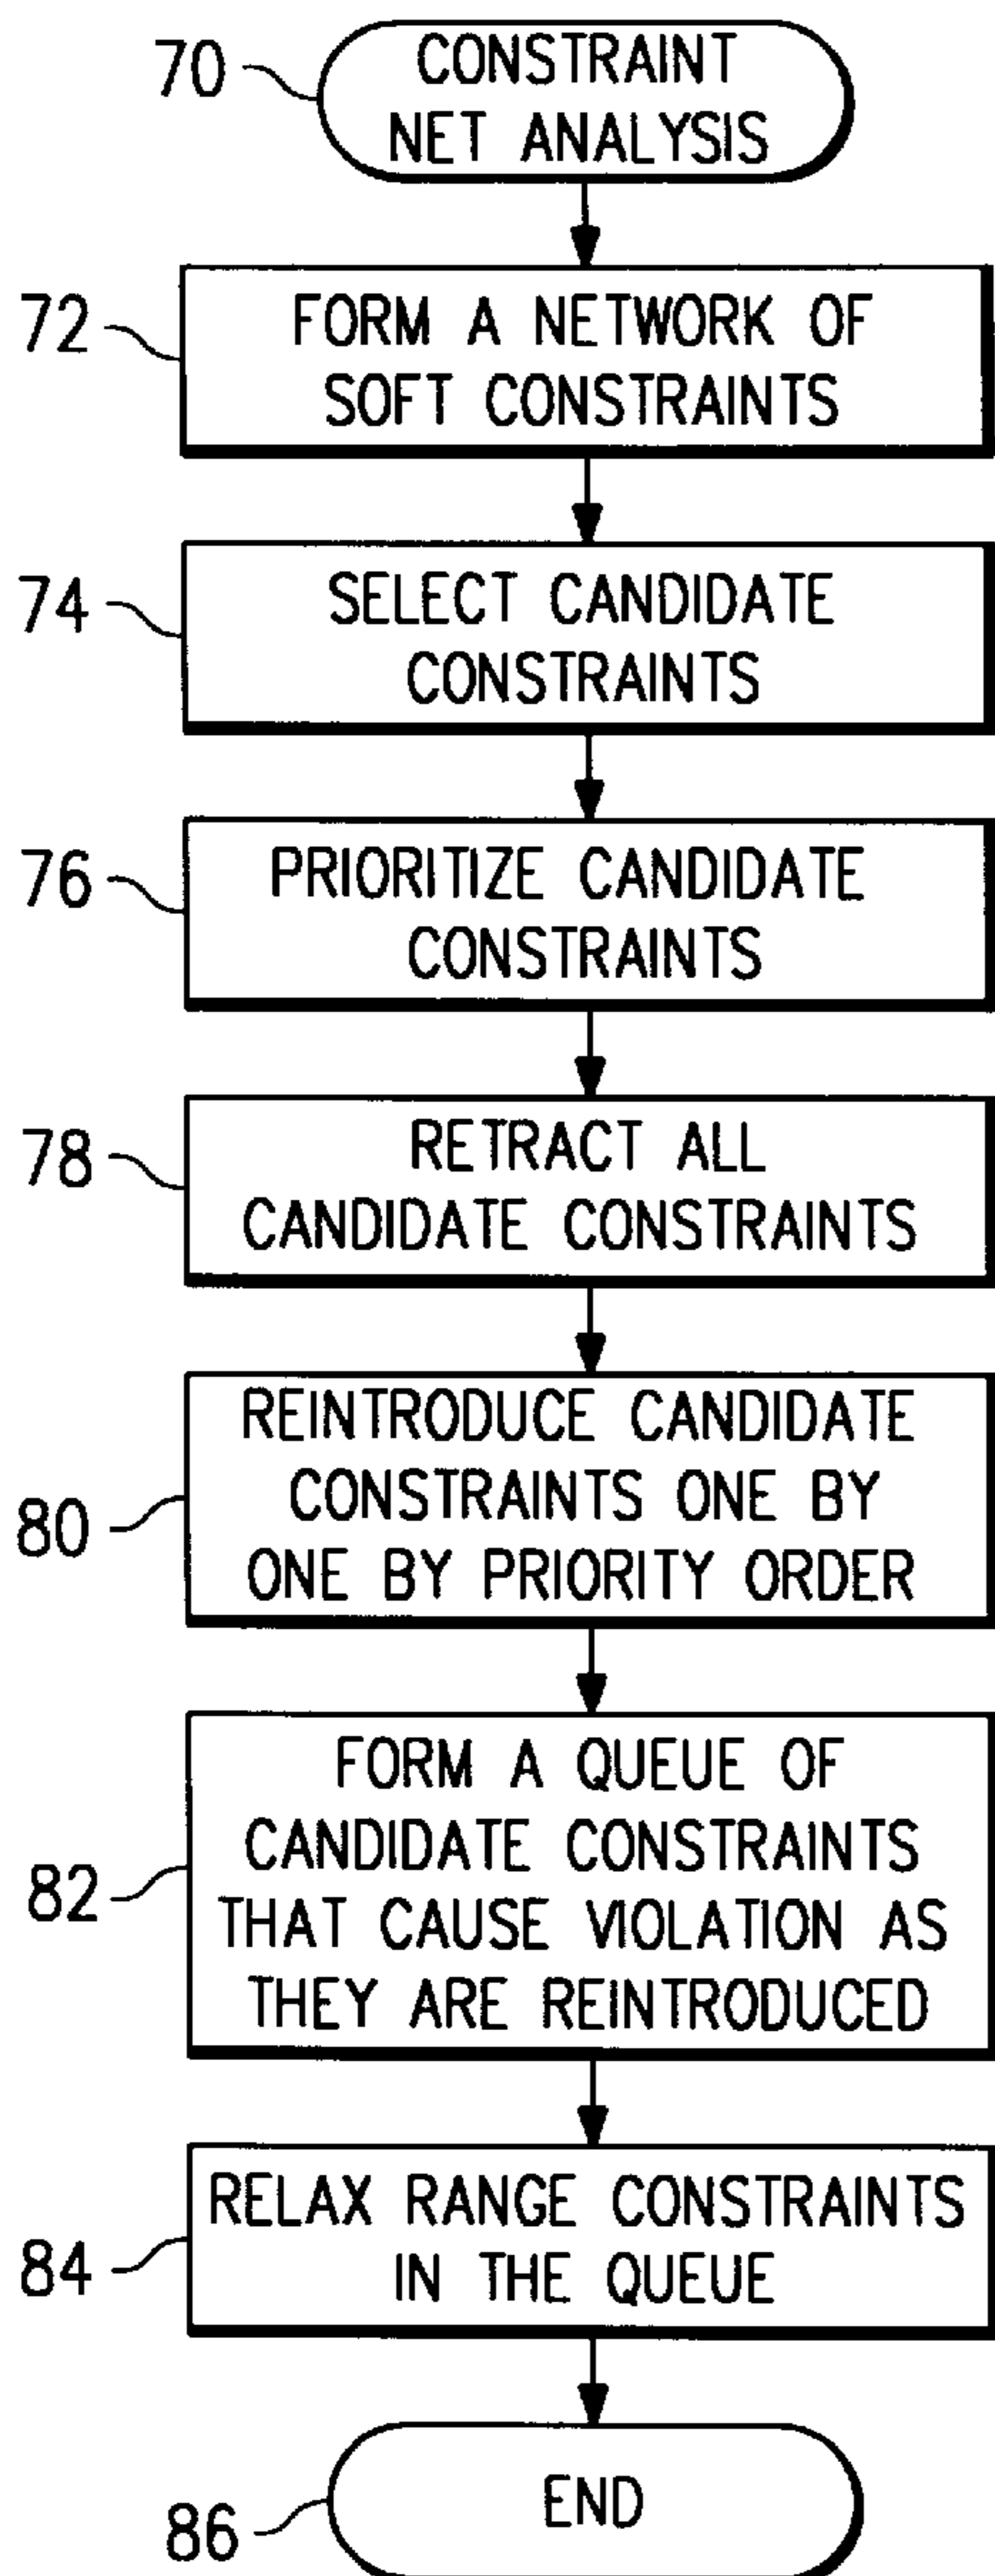 70
CONSTRAINT
NET ANALYSIS
72
FORM A NETWORK OF
SOFT CONSTRAINTS
74
SELECT CANDIDATE
CONSTRAINTS
76
PRIORITIZE CANDIDATE
CONSTRAINTS
78
RETRACT ALL
CANDIDATE CONSTRAINTS
80
REINTRODUCE CANDIDATE
CONSTRAINTS ONE BY
ONE BY PRIORITY ORDER
82
FORM A QUEUE OF
CANDIDATE CONSTRAINTS
THAT CAUSE VIOLATION AS
THEY ARE REINTRODUCED
84
RELAX RANGE CONSTRAINTS
IN THE QUEUE
86
END